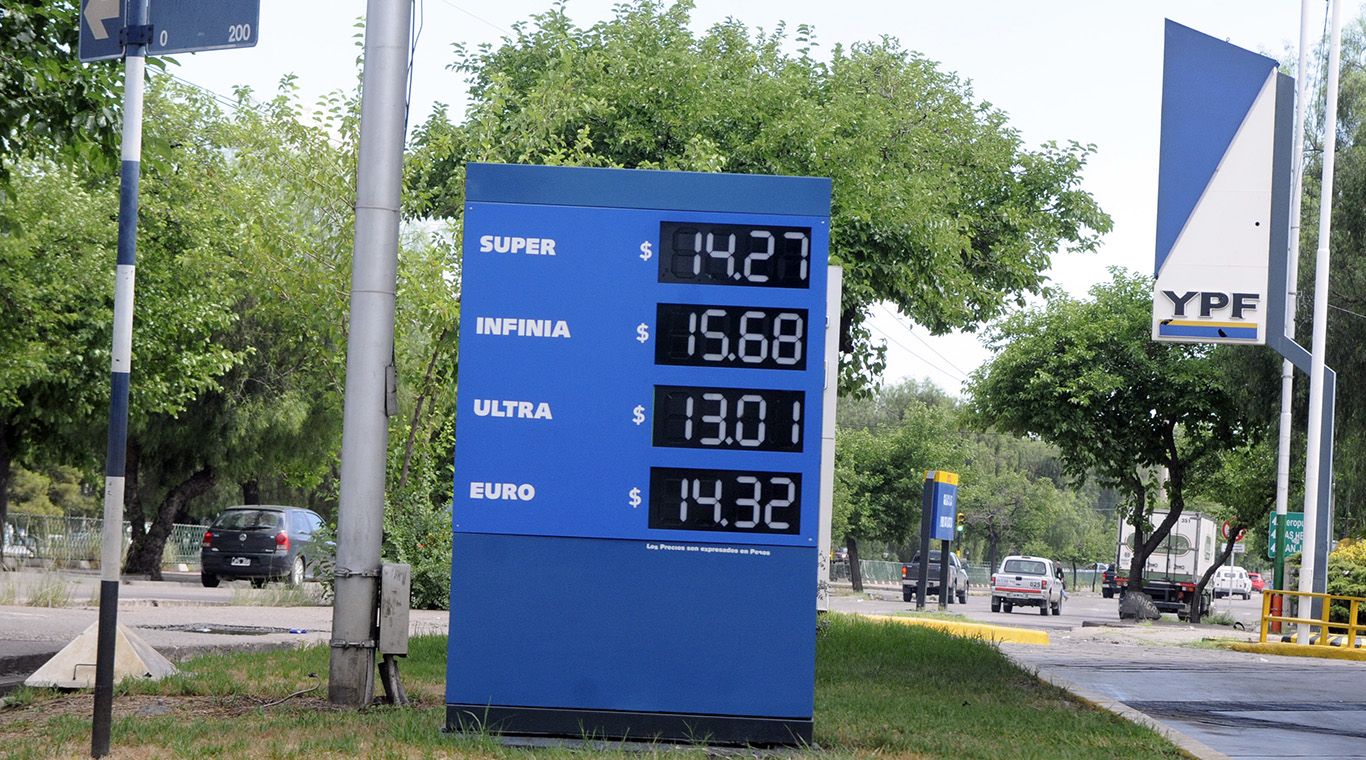 0 200
SUPER $ 14.27
INFINIA $ 15.68
ULTRA $ 13.01
EURO $ 14.32
Los Precios son expresados en Pesos
YPF
025